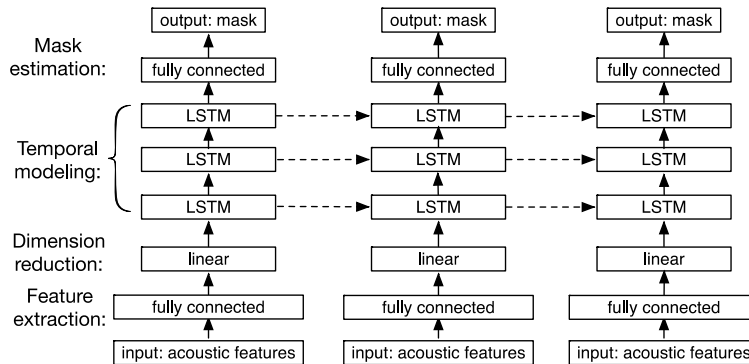 output: mask output: mask output: mask
Mask
estimation:
fully connected fully connected fully connected
LSTM LSTM LSTM
Temporal
modeling:
LSTM LSTM LSTM
LSTM LSTM LSTM
Dimension
reduction:
linear linear linear
Feature
extraction:
fully connected fully connected fully connected
input: acoustic features input: acoustic features input: acoustic features